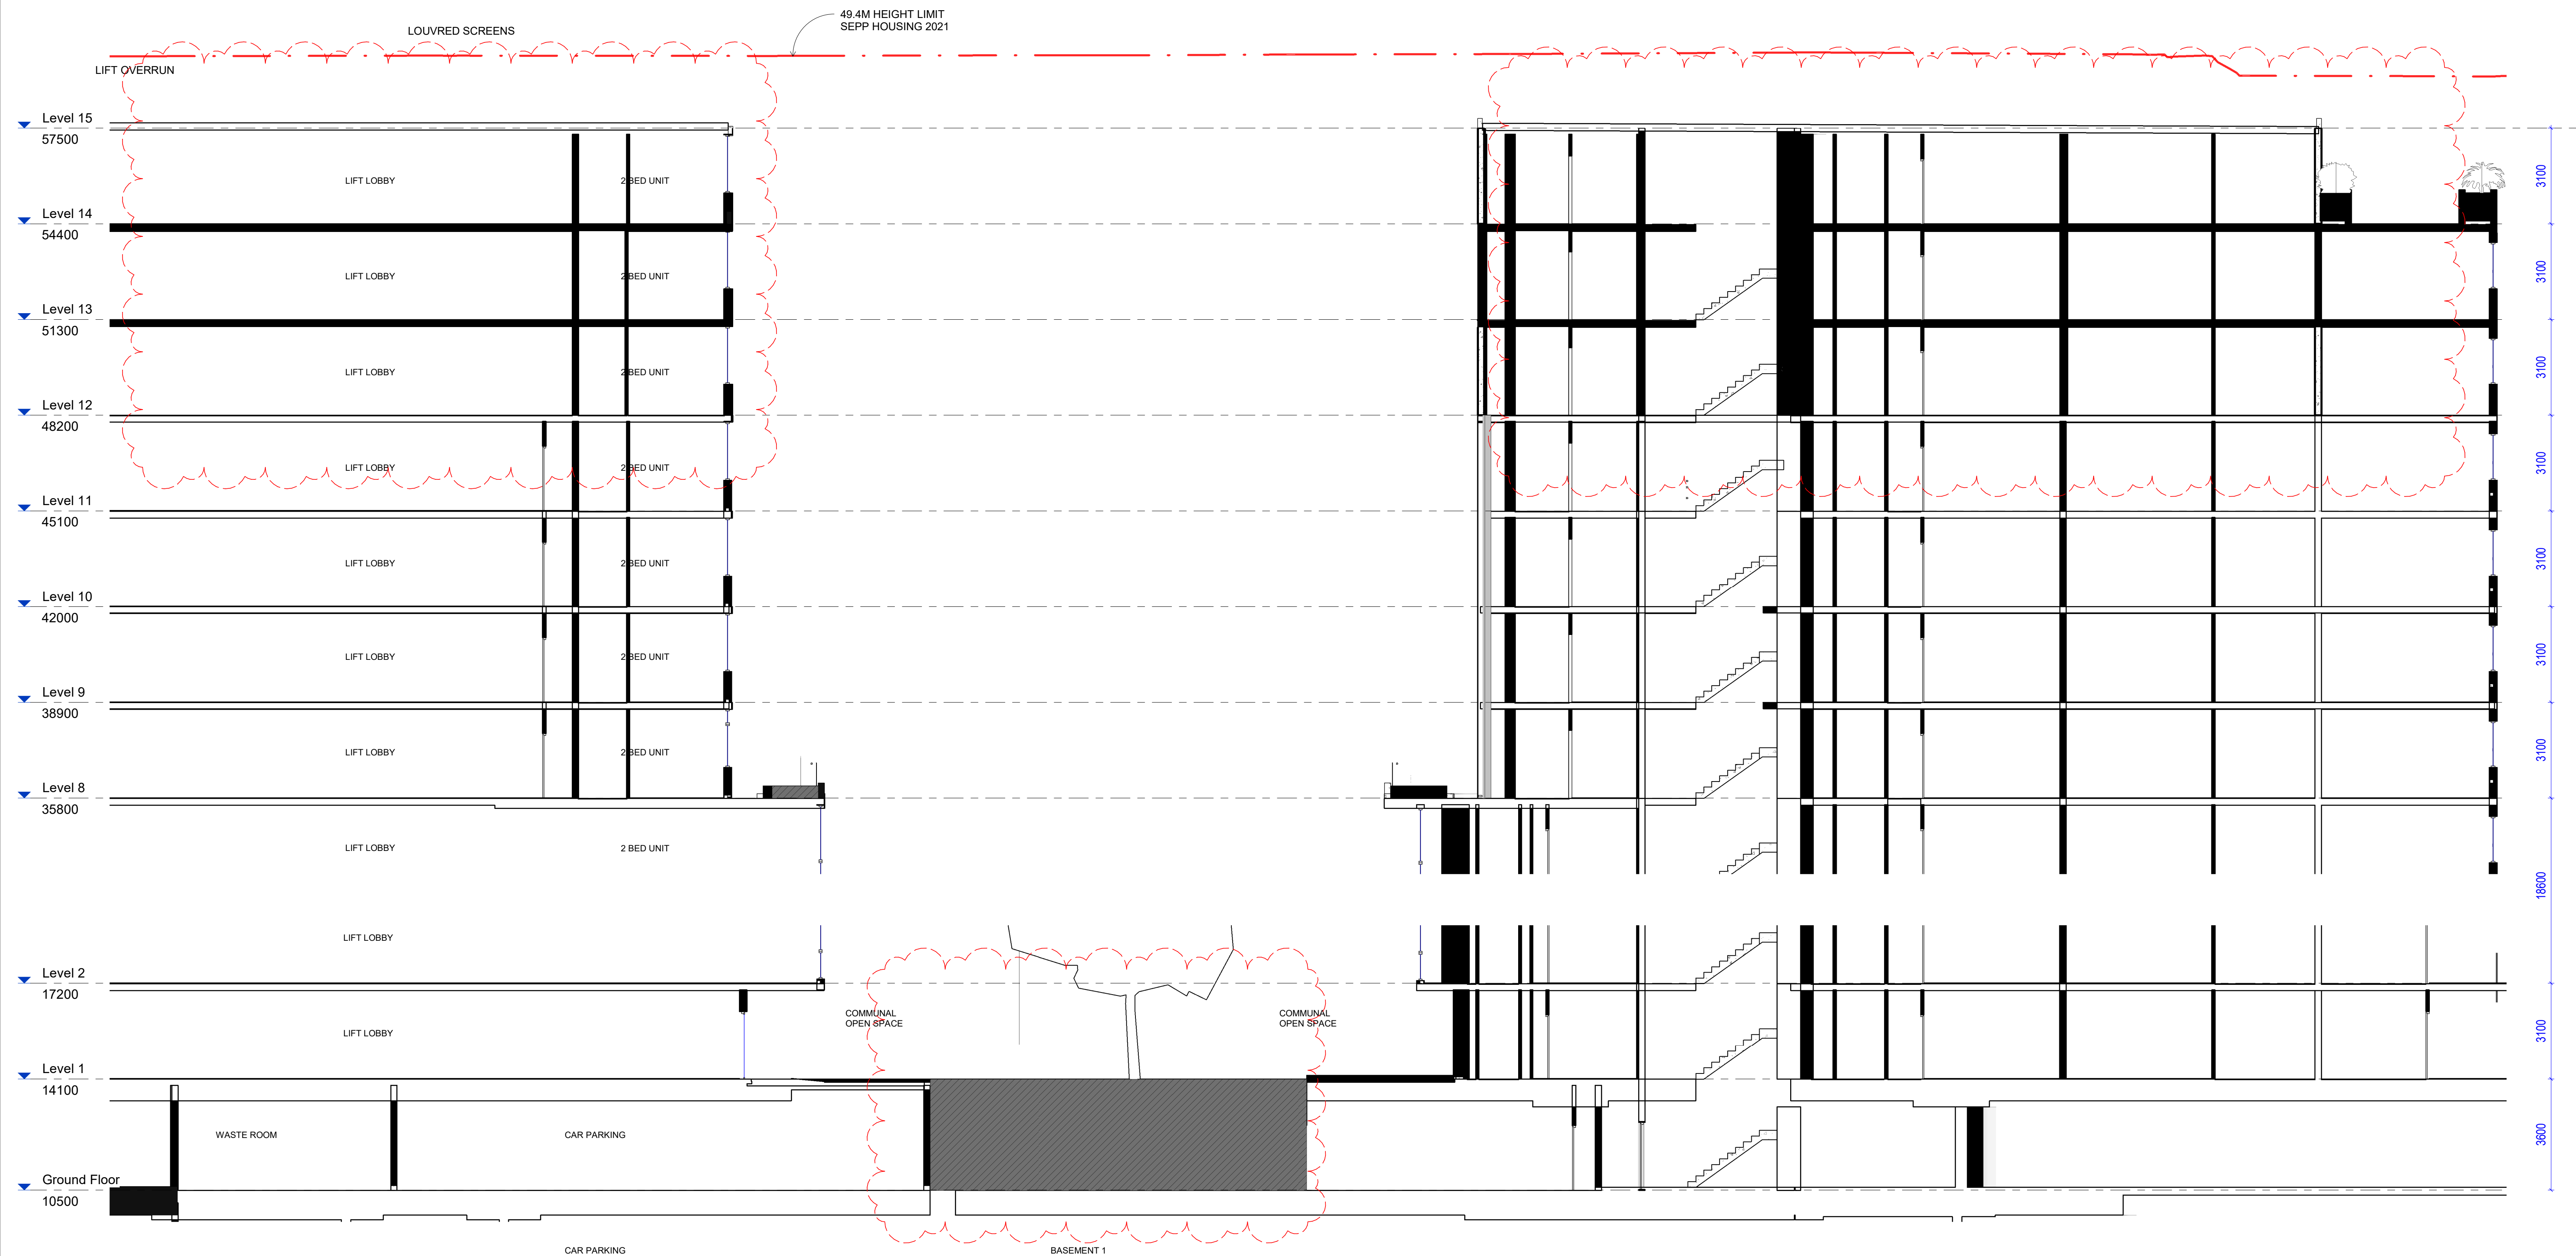 49.4M HEIGHT LIMIT
SEPP HOUSING 2021
LOUVRED SCREENS
LIFT OVERRUN
Level 15
57500
LIFT LOBBY
2 BED UNIT
3100
Level 14
54400
LIFT LOBBY
2 BED UNIT
3100
Level 13
51300
LIFT LOBBY
2 BED UNIT
3100
Level 12
48200
LIFT LOBBY
2 BED UNIT
3100
Level 11
45100
LIFT LOBBY
2 BED UNIT
3100
Level 10
42000
LIFT LOBBY
2 BED UNIT
3100
Level 9
38900
LIFT LOBBY
2 BED UNIT
3100
Level 8
35800
LIFT LOBBY
2 BED UNIT
18600
LIFT LOBBY
Level 2
17200
COMMUNAL
OPEN SPACE
COMMUNAL
OPEN SPACE
LIFT LOBBY
3100
Level 1
14100
WASTE ROOM
CAR PARKING
3600
Ground Floor
10500
CAR PARKING
BASEMENT 1